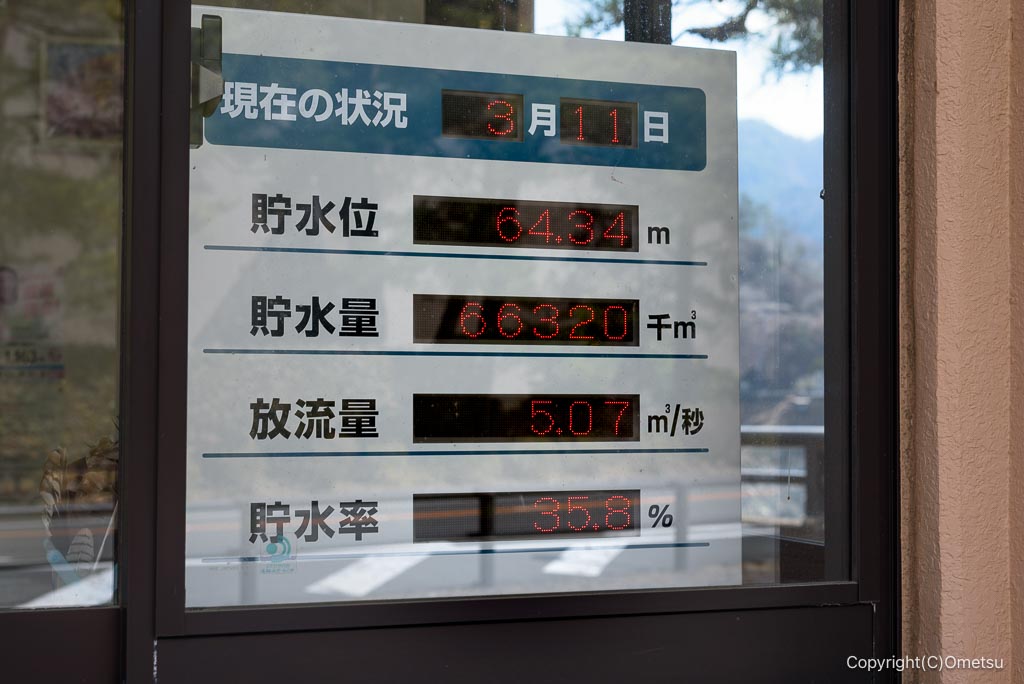 現在の状況 3月11日
貯水位 64.34 m
貯水量 66320 千m³
放流量 5.07 m³/秒
貯水率 35.8 %
Copyright(C)Ometsu